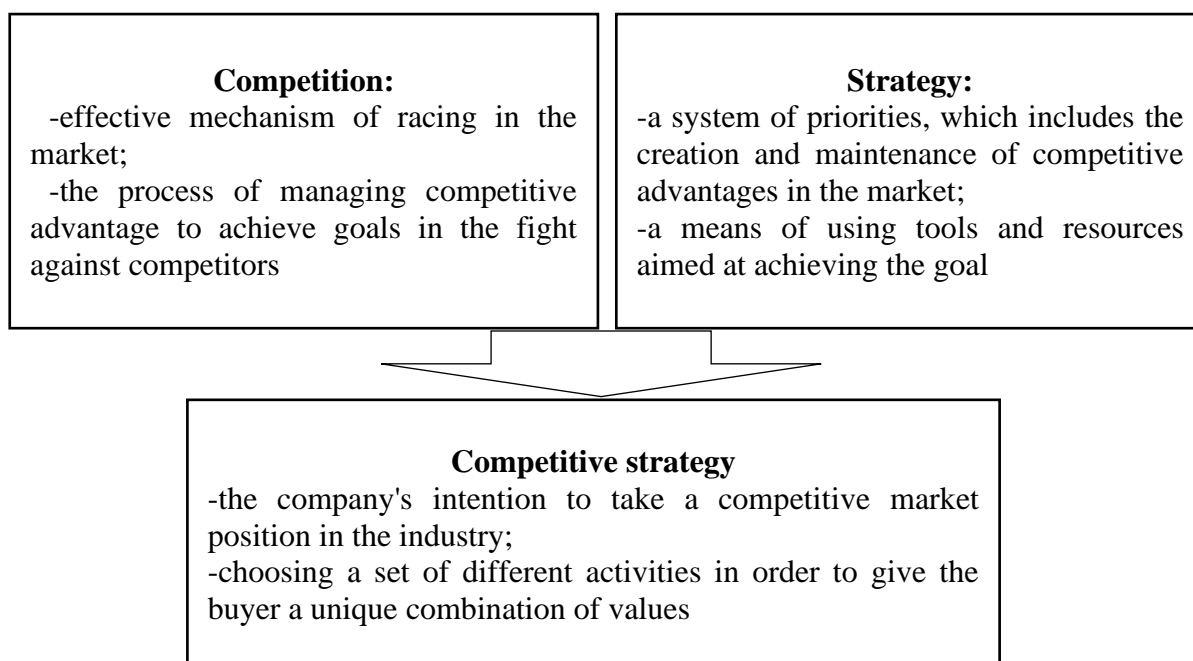 Competition:
-effective mechanism of racing in the
market;
-the process of managing competitive
advantage to achieve goals in the fight
against competitors
Strategy:
-a system of priorities, which includes the
creation and maintenance of competitive
advantages in the market;
-a means of using tools and resources
aimed at achieving the goal
Competitive strategy
-the company's intention to take a competitive market
position in the industry;
-choosing a set of different activities in order to give the
buyer a unique combination of values